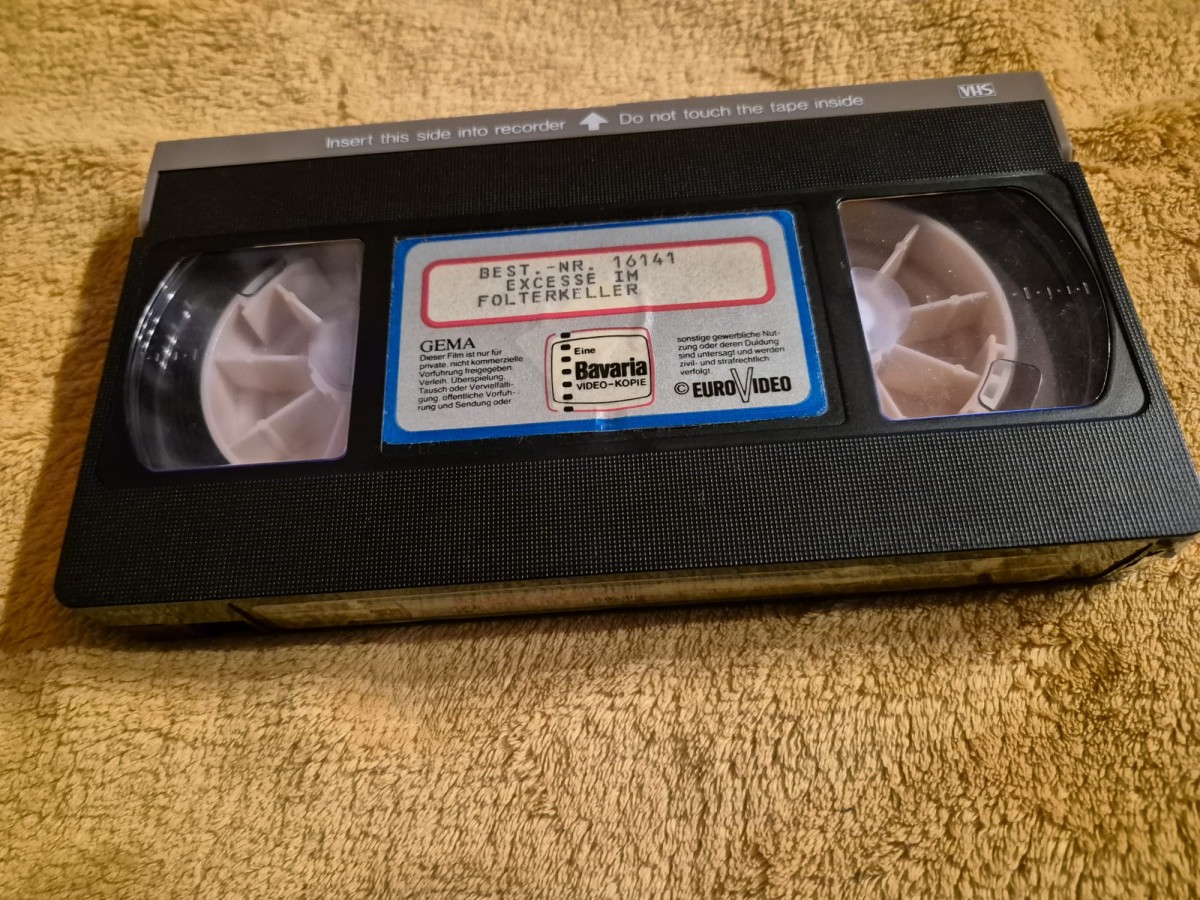 Insert this side into recorder Do not touch the tape inside
VHS
BEST.-NR. 16141
EXCESSE IM
FOLTERKELLER
GEMA
Dieser Film ist nur für
private, nicht kommerzielle
Vorführung freigegeben.
Verleih, Überspielung,
Tausch oder Vervielfälti-
gung, öffentliche Vorfüh-
rung und Sendung oder
Eine
Bavaria
VIDEO-KOPIE
sonstige gewerbliche Nut-
zung oder deren Duldung
sind untersagt und werden
zivil- und strafrechtlich
verfolgt.
© EUROVIDEO